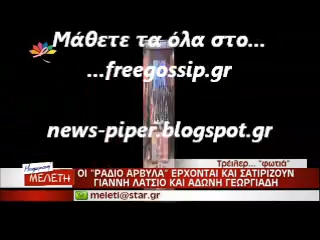 Μάθετε τα όλα στο...
...freegossip.gr
news-piper.blogspot.gr
Τρέιλερ... "φωτιά"
Μεσημεριανή
ΜΕΛΕΤΗ
ΟΙ "ΡΑΔΙΟ ΑΡΒΥΛΑ" ΕΡΧΟΝΤΑΙ ΚΑΙ ΣΑΤΙΡΙΖΟΥΝ
ΓΙΑΝΝΗ ΛΑΤΣΙΟ ΚΑΙ ΑΔΩΝΗ ΓΕΩΡΓΙΑΔΗ
meleti@star.gr